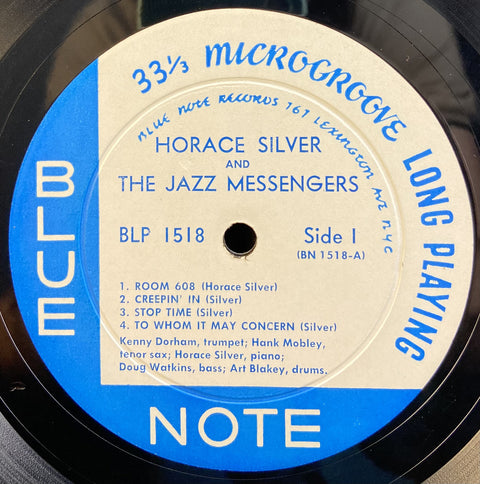 33⅓ MICROGROOVE LONG PLAYING
BLUE NOTE RECORDS 767 LEXINGTON AVE NYC
HORACE SILVER
AND
THE JAZZ MESSENGERS
BLP 1518 Side 1
(BN 1518-A)
1. ROOM 608 (Horace Silver)
2. CREEPIN' IN (Silver)
3. STOP TIME (Silver)
4. TO WHOM IT MAY CONCERN (Silver)
Kenny Dorham, trumpet; Hank Mobley,
tenor sax; Horace Silver, piano;
Doug Watkins, bass; Art Blakey, drums.
BLUE
NOTE